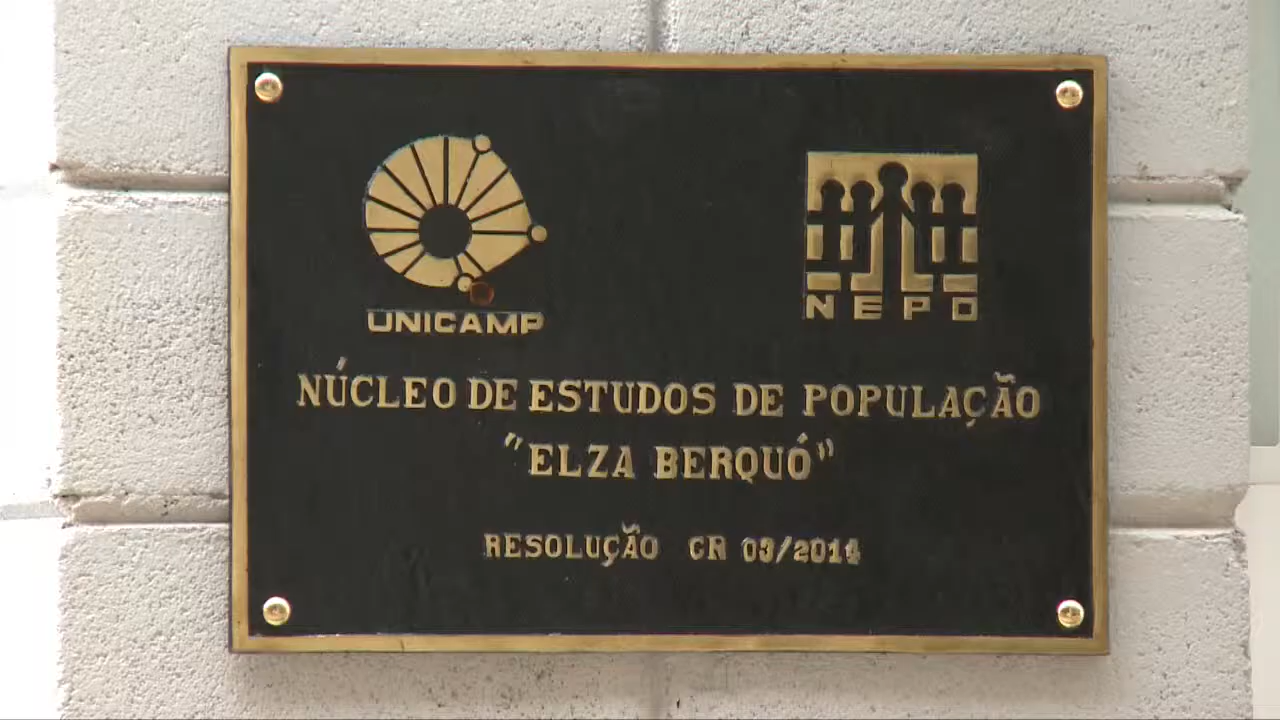 UNICAMP
NEPO
NÚCLEO DE ESTUDOS DE POPULAÇÃO
"ELZA BERQUÓ"
RESOLUÇÃO CR 03/2014